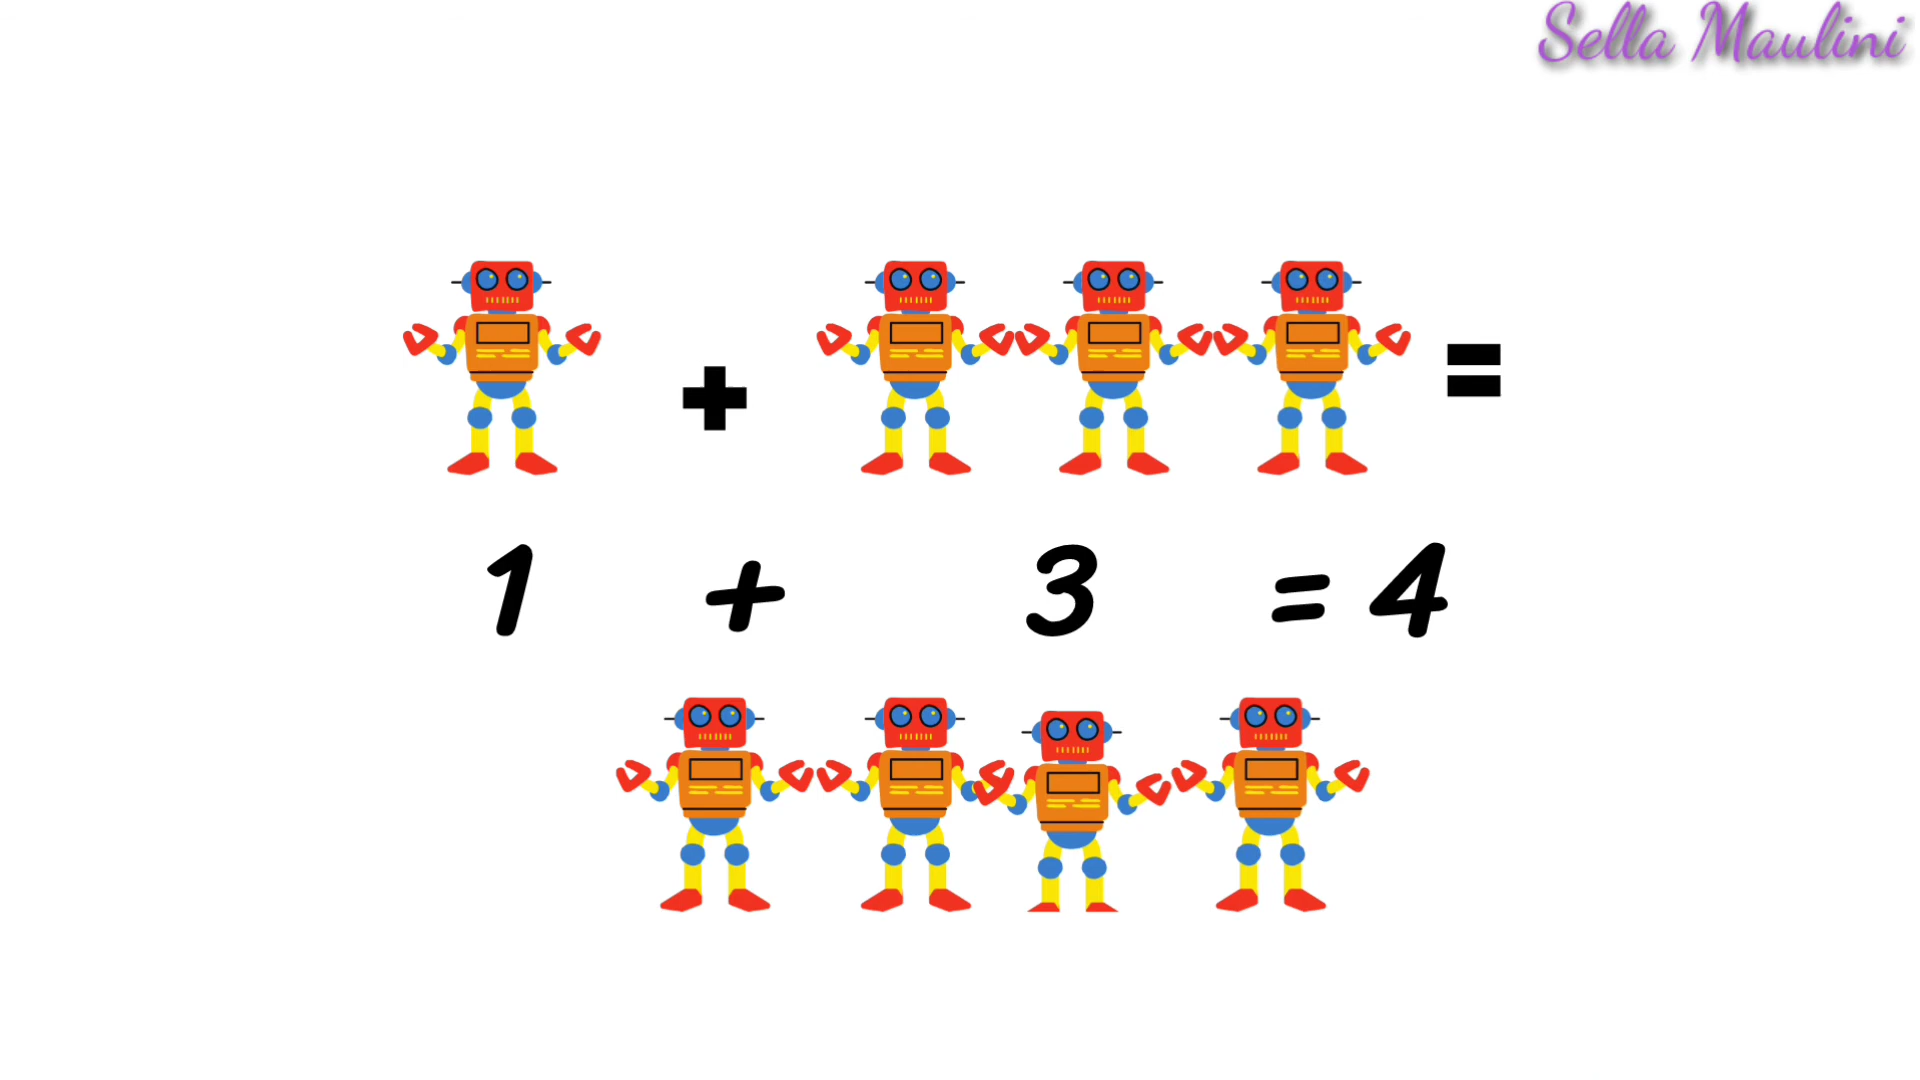 Sella Maulini
+ =
1 + 3 = 4